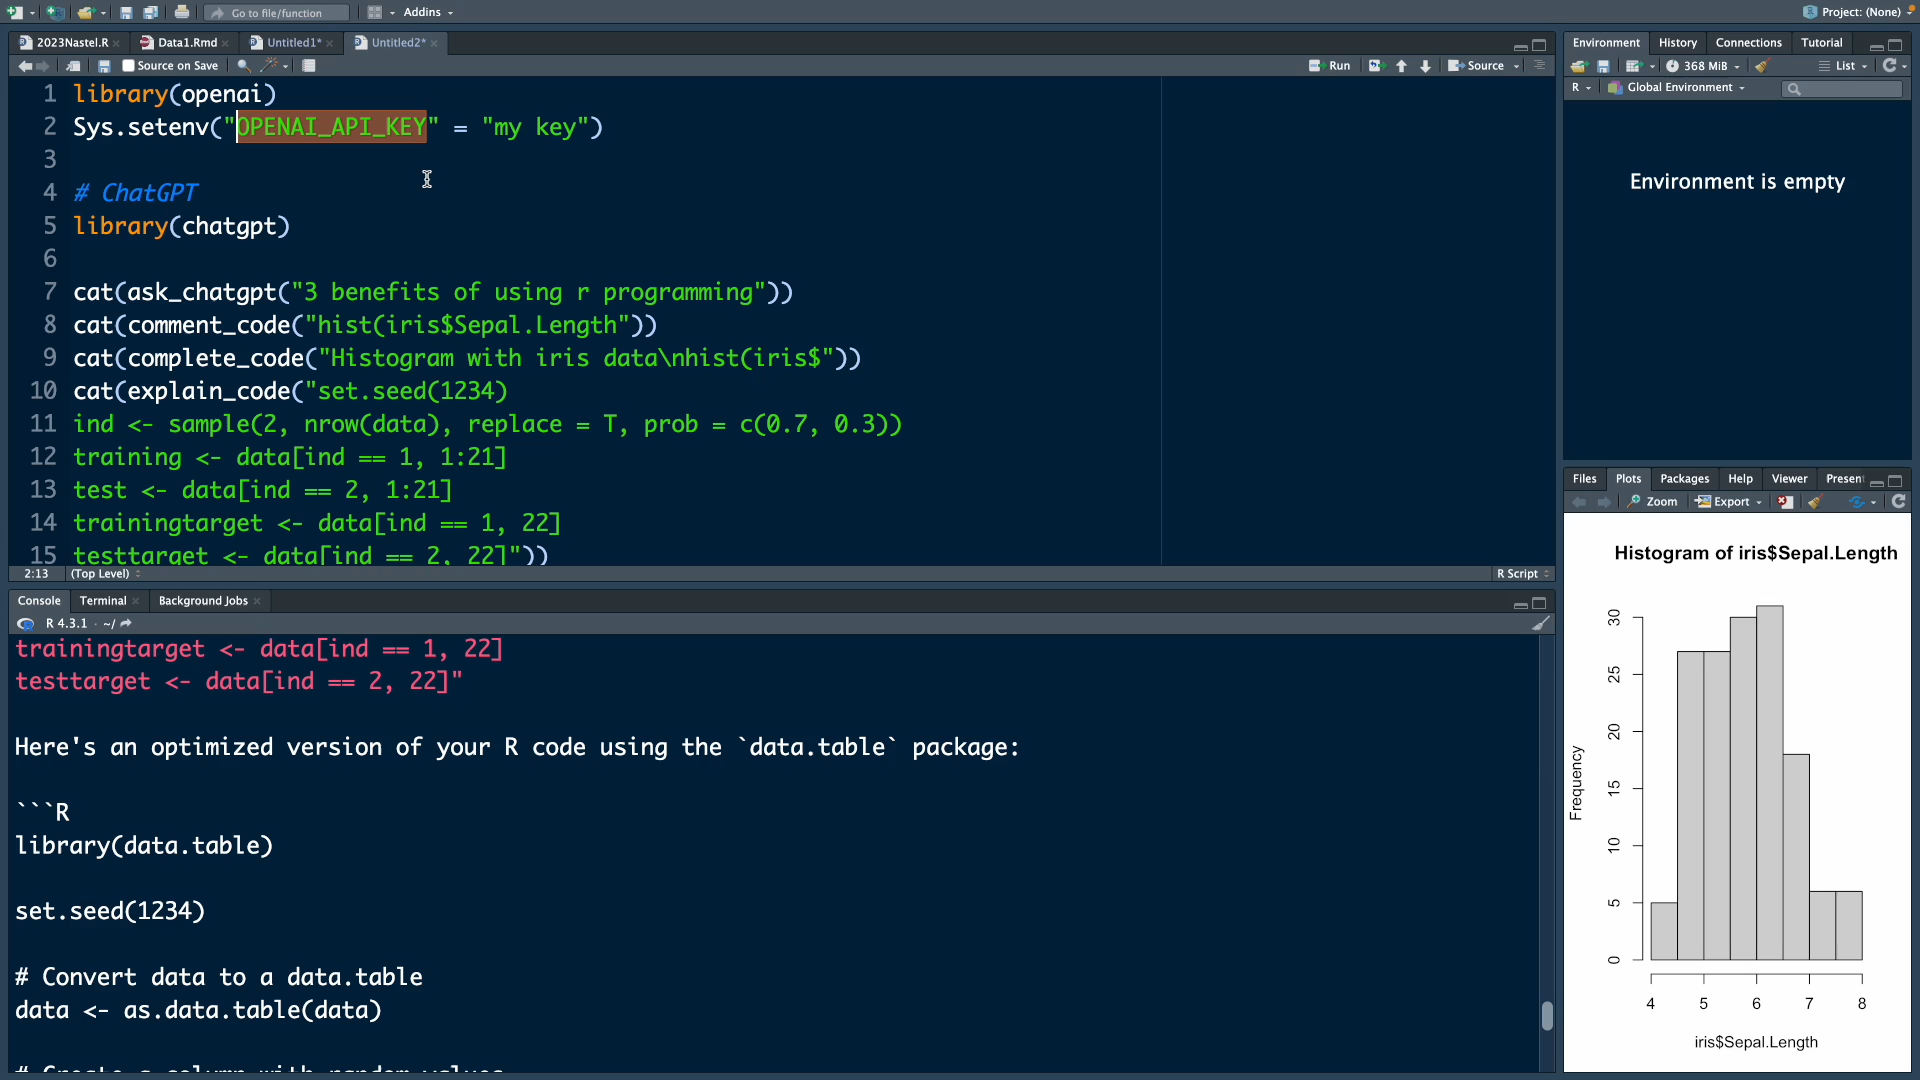 Go to file/function
Addins
Project: (None)
2023Nastel.R
Data1.Rmd
Untitled1*
Untitled2*
Source on Save
Run
Source
1 library(openai)
2 Sys.setenv("OPENAI_API_KEY" = "my key")
3
4 # ChatGPT
5 library(chatgpt)
6
7 cat(ask_chatgpt("3 benefits of using r programming"))
8 cat(comment_code("hist(iris$Sepal.Length"))
9 cat(complete_code("Histogram with iris data\nhist(iris$"))
10 cat(explain_code("set.seed(1234)
11 ind <- sample(2, nrow(data), replace = T, prob = c(0.7, 0.3))
12 training <- data[ind == 1, 1:21]
13 test <- data[ind == 2, 1:21]
14 trainingtarget <- data[ind == 1, 22]
15 testtarget <- data[ind == 2, 22]"))
2:13 (Top Level) R Script
Console Terminal Background Jobs
R 4.3.1 · ~/
trainingtarget <- data[ind == 1, 22]
testtarget <- data[ind == 2, 22]"
Here's an optimized version of your R code using the `data.table` package:
```R
library(data.table)
set.seed(1234)
# Convert data to a data.table
data <- as.data.table(data)
# Create a column with random values
Environment History Connections Tutorial
368 MiB List
R Global Environment
Environment is empty
Files Plots Packages Help Viewer Presen
Zoom Export
Histogram of iris$Sepal.Length
Frequency
30
25
20
15
10
5
0
4 5 6 7 8
iris$Sepal.Length